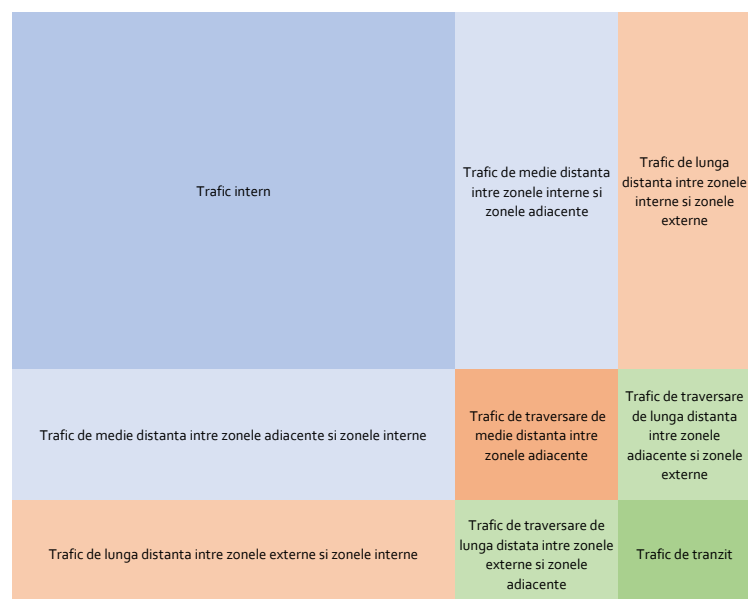 Trafic intern
Trafic de medie distanta
intre zonele interne si
zonele adiacente
Trafic de lunga
distanta intre zonele
interne si zonele
externe
Trafic de medie distanta intre zonele adiacente si zonele interne
Trafic de traversare de
medie distanta intre
zonele adiacente
Trafic de traversare
de lunga distanta
intre zonele
adiacente si zonele
externe
Trafic de lunga distanta intre zonele externe si zonele interne
Trafic de traversare de
lunga distata intre zonele
externe si zonele
adiacente
Trafic de tranzit